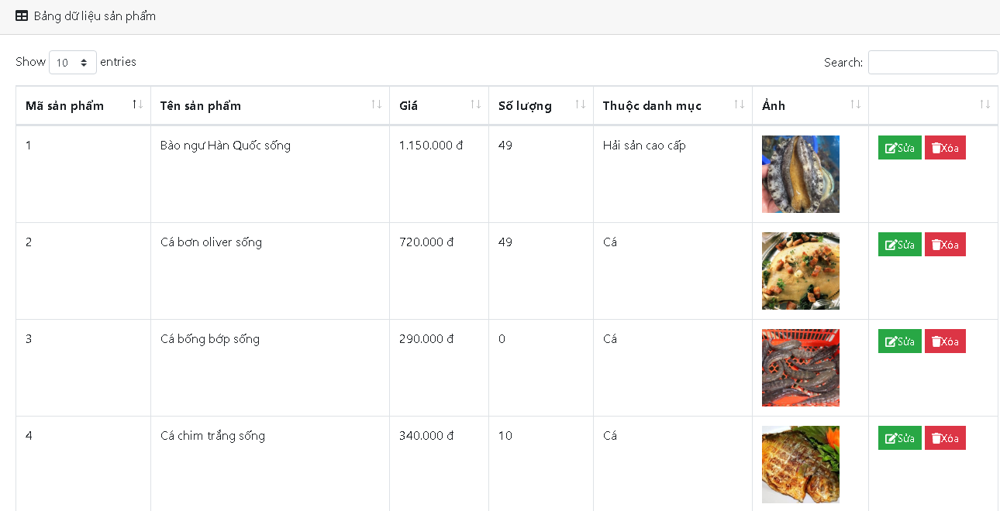 Bảng dữ liệu sản phẩm
Show 10 entries
Search:
Mã sản phẩm Tên sản phẩm Giá Số lượng Thuộc danh mục Ảnh
1 Bào ngư Hàn Quốc sống 1.150.000 đ 49 Hải sản cao cấp Sửa Xóa
2 Cá bơn oliver sống 720.000 đ 49 Cá Sửa Xóa
3 Cá bống bớp sống 290.000 đ 0 Cá Sửa Xóa
4 Cá chim trắng sống 340.000 đ 10 Cá Sửa Xóa